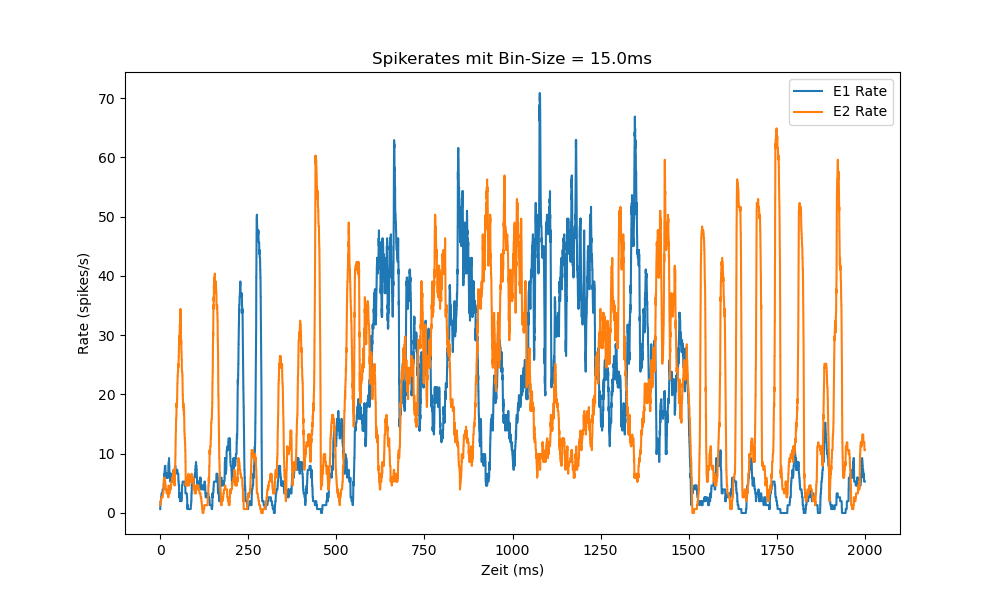 Spikerates mit Bin-Size = 15.0ms
E1 Rate
E2 Rate
70
60
50
40
30
20
10
0
Rate (spikes/s)
0 250 500 750 1000 1250 1500 1750 2000
Zeit (ms)